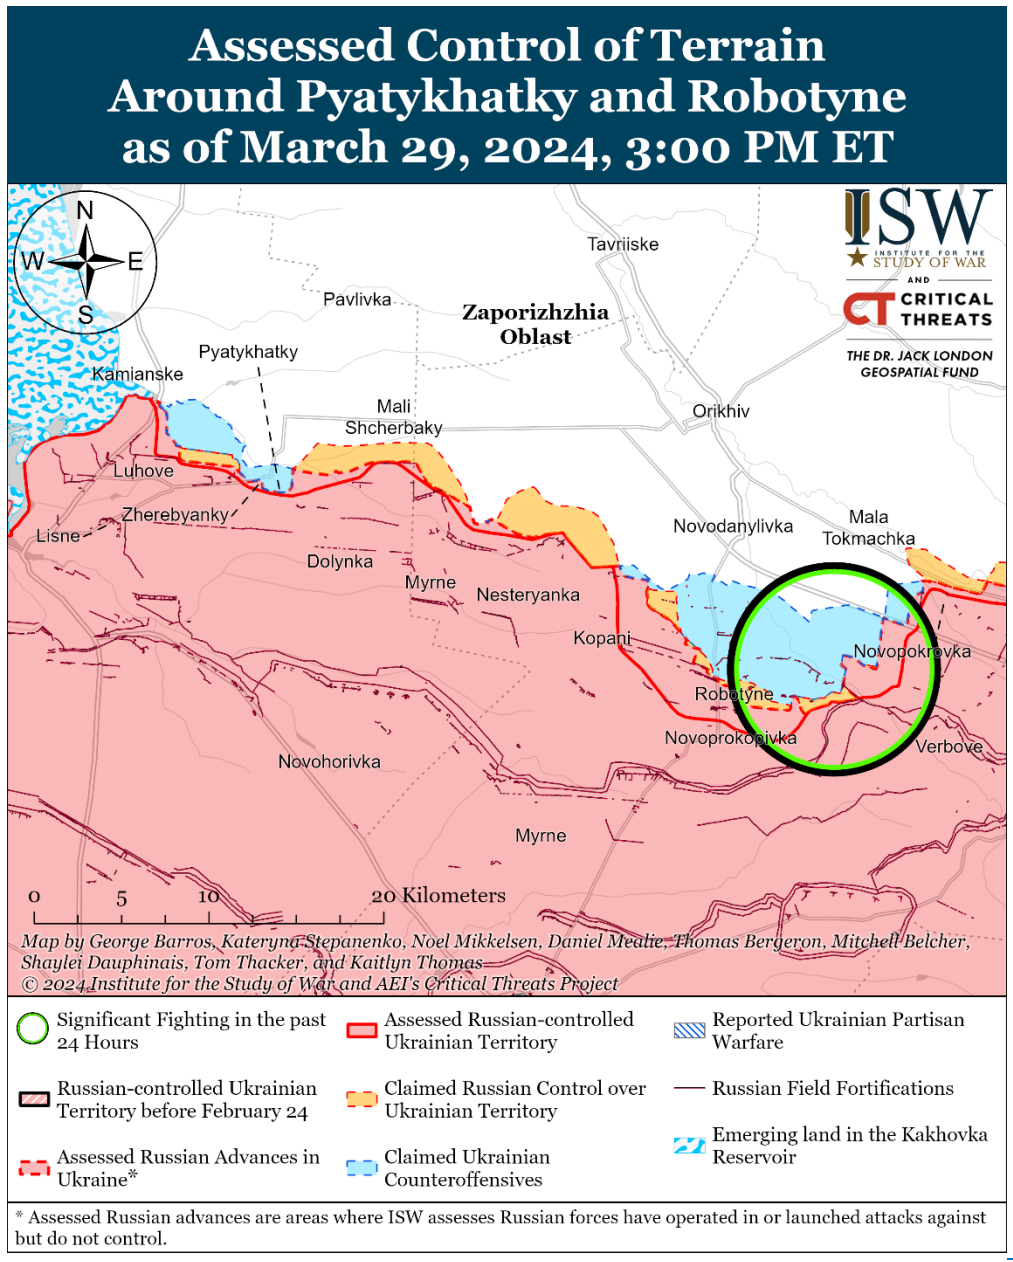 Assessed Control of Terrain
Around Pyatykhatky and Robotyne
as of March 29, 2024, 3:00 PM ET
N
W
E
S
ISW
INSTITUTE FOR THE
STUDY OF WAR
AND
CT CRITICAL
THREATS
THE DR. JACK LONDON
GEOSPATIAL FUND
Tavriiske
Pavlivka
Zaporizhzhia
Oblast
Pyatykhatky
Kamianske
Mali
Shcherbaky
Orikhiv
Luhove
Zherebyanky
Lisne
Novodanylivka
Mala
Tokmachka
Dolynka
Myrne
Nesteryanka
Kopani
Novopokrovka
Robotyne
Novoprokopivka
Verbove
Novohorivka
Myrne
0 5 10 20 Kilometers
Map by George Barros, Kateryna Stepanenko, Noel Mikkelsen, Daniel Mealie, Thomas Bergeron, Mitchell Belcher,
Shaylei Dauphinais, Tom Thacker, and Kaitlyn Thomas
© 2024 Institute for the Study of War and AEI's Critical Threats Project
Significant Fighting in the past
24 Hours
Russian-controlled Ukrainian
Territory before February 24
Assessed Russian Advances in
Ukraine*
Assessed Russian-controlled
Ukrainian Territory
Claimed Russian Control over
Ukrainian Territory
Claimed Ukrainian
Counteroffensives
Reported Ukrainian Partisan
Warfare
Russian Field Fortifications
Emerging land in the Kakhovka
Reservoir
* Assessed Russian advances are areas where ISW assesses Russian forces have operated in or launched attacks against
but do not control.